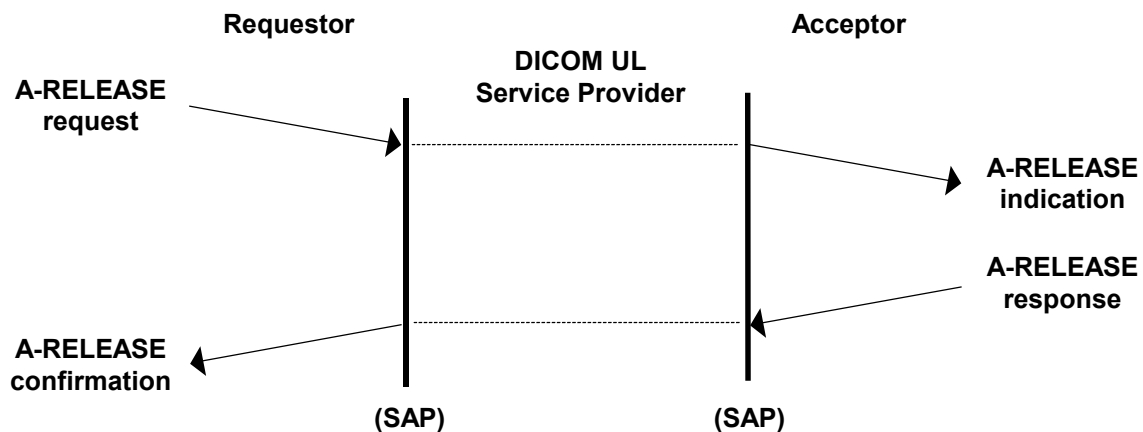 Requestor
Acceptor
DICOM UL
Service Provider
A-RELEASE
request
A-RELEASE
indication
A-RELEASE
response
A-RELEASE
confirmation
(SAP)
(SAP)